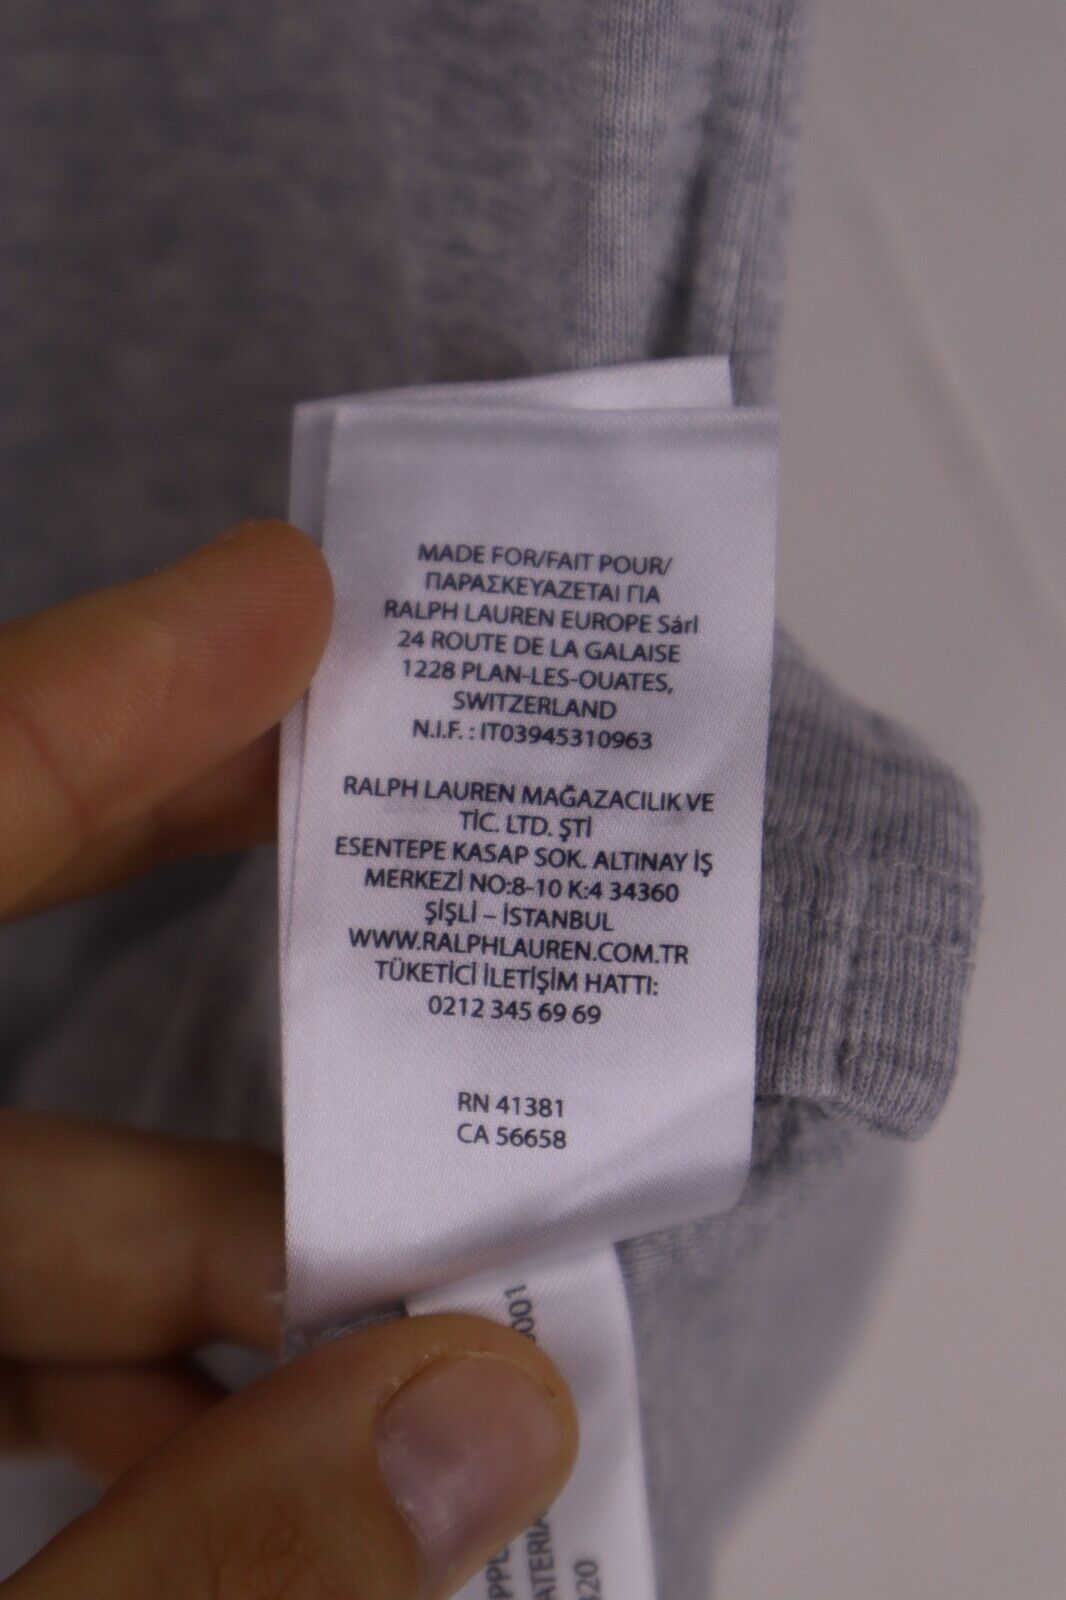 MADE FOR/FAIT POUR/
ΠΑΡΑΣΚΕΥΑΖΕΤΑΙ ΓΙΑ
RALPH LAUREN EUROPE Sárl
24 ROUTE DE LA GALAISE
1228 PLAN-LES-OUATES,
SWITZERLAND
N.I.F. : IT03945310963
RALPH LAUREN MAĞAZACILIK VE
TİC. LTD. ŞTİ
ESENTEPE KASAP SOK. ALTINAY İŞ
MERKEZİ NO:8-10 K:4 34360
ŞİŞLİ – İSTANBUL
WWW.RALPHLAUREN.COM.TR
TÜKETİCİ İLETİŞİM HATTI:
0212 345 69 69
RN 41381
CA 56658